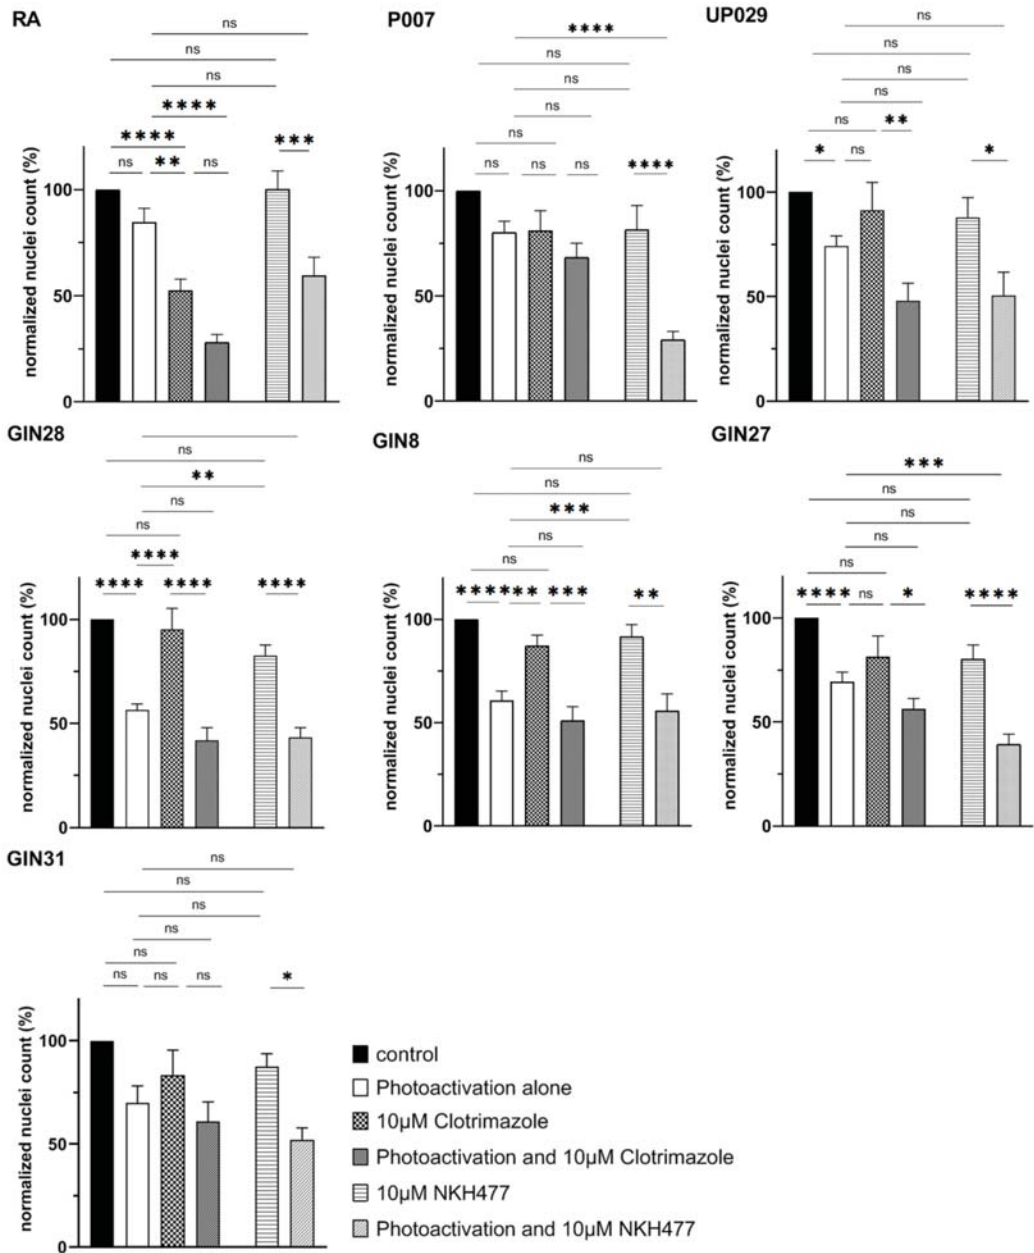 RA
ns
ns
ns
****
****
***
ns
**
ns
normalized nuclei count (%)
100
50
0
P007
****
ns
ns
ns
ns
****
ns
ns
ns
normalized nuclei count (%)
100
50
0
UP029
ns
ns
ns
ns
ns
**
*
ns
*
normalized nuclei count (%)
100
50
0
GIN28
ns
**
ns
ns
****
****
****
****
normalized nuclei count (%)
100
50
0
GIN8
ns
ns
***
ns
ns
****
**
***
**
normalized nuclei count (%)
100
50
0
GIN27
***
ns
ns
ns
ns
****
ns
*
****
normalized nuclei count (%)
100
50
0
GIN31
ns
ns
ns
ns
ns
ns
ns
ns
*
normalized nuclei count (%)
100
50
0
control
Photoactivation alone
10µM Clotrimazole
Photoactivation and 10µM Clotrimazole
10µM NKH477
Photoactivation and 10µM NKH477